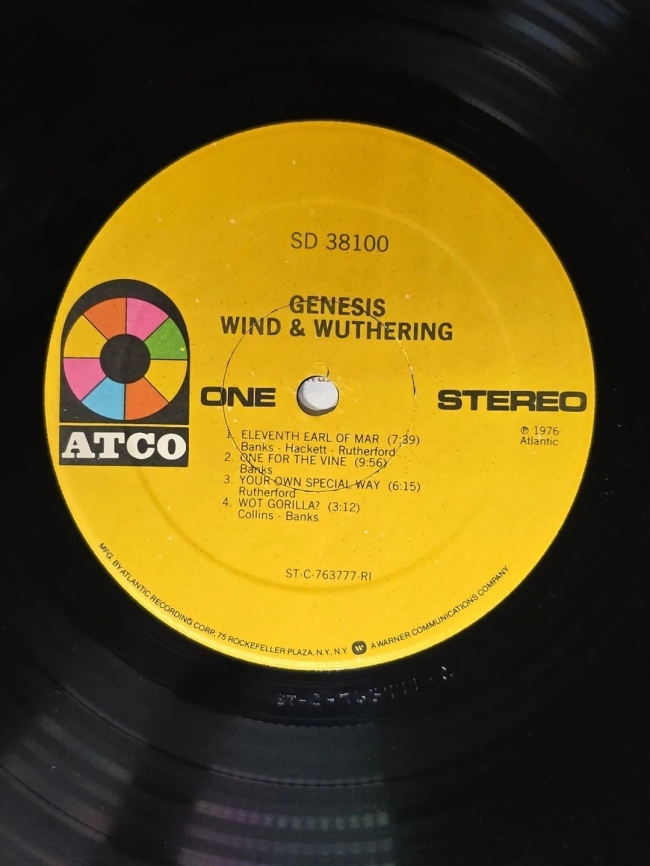 SD 38100
GENESIS
WIND & WUTHERING
ATCO
ONE
STEREO
℗ 1976
Atlantic
1. ELEVENTH EARL OF MAR (7:39)
Banks - Hackett - Rutherford
2. ONE FOR THE VINE (9:56)
Banks
3. YOUR OWN SPECIAL WAY (6:15)
Rutherford
4. WOT GORILLA? (3:12)
Collins - Banks
ST-C-763777-RI
MFG. BY ATLANTIC RECORDING CORP. 75 ROCKEFELLER PLAZA, N.Y., N.Y. W A WARNER COMMUNICATIONS COMPANY